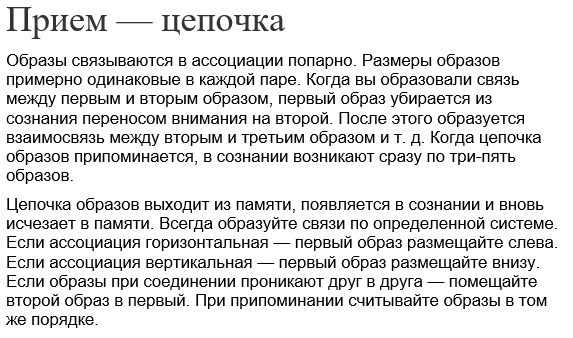 Прием — цепочка
Образы связываются в ассоциации попарно. Размеры образов
примерно одинаковые в каждой паре. Когда вы образовали связь
между первым и вторым образом, первый образ убирается из
сознания переносом внимания на второй. После этого образуется
взаимосвязь между вторым и третьим образом и т. д. Когда цепочка
образов припоминается, в сознании возникают сразу по три-пять
образов.
Цепочка образов выходит из памяти, появляется в сознании и вновь
исчезает в памяти. Всегда образуйте связи по определенной системе.
Если ассоциация горизонтальная — первый образ размещайте слева.
Если ассоциация вертикальная — первый образ размещайте внизу.
Если образы при соединении проникают друг в друга — помещайте
второй образ в первый. При припоминании считывайте образы в том
же порядке.